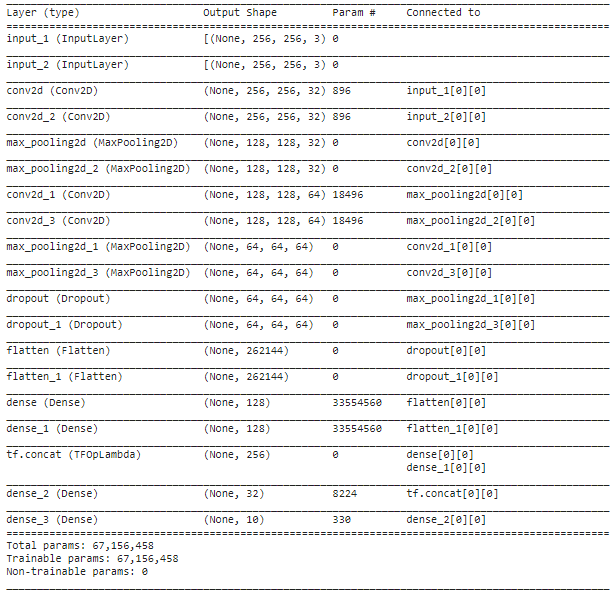 Layer (type) Output Shape Param # Connected to
input_1 (InputLayer) [(None, 256, 256, 3) 0
input_2 (InputLayer) [(None, 256, 256, 3) 0
conv2d (Conv2D) (None, 256, 256, 32) 896 input_1[0][0]
conv2d_2 (Conv2D) (None, 256, 256, 32) 896 input_2[0][0]
max_pooling2d (MaxPooling2D) (None, 128, 128, 32) 0 conv2d[0][0]
max_pooling2d_2 (MaxPooling2D) (None, 128, 128, 32) 0 conv2d_2[0][0]
conv2d_1 (Conv2D) (None, 128, 128, 64) 18496 max_pooling2d[0][0]
conv2d_3 (Conv2D) (None, 128, 128, 64) 18496 max_pooling2d_2[0][0]
max_pooling2d_1 (MaxPooling2D) (None, 64, 64, 64) 0 conv2d_1[0][0]
max_pooling2d_3 (MaxPooling2D) (None, 64, 64, 64) 0 conv2d_3[0][0]
dropout (Dropout) (None, 64, 64, 64) 0 max_pooling2d_1[0][0]
dropout_1 (Dropout) (None, 64, 64, 64) 0 max_pooling2d_3[0][0]
flatten (Flatten) (None, 262144) 0 dropout[0][0]
flatten_1 (Flatten) (None, 262144) 0 dropout_1[0][0]
dense (Dense) (None, 128) 33554560 flatten[0][0]
dense_1 (Dense) (None, 128) 33554560 flatten_1[0][0]
tf.concat (TFOpLambda) (None, 256) 0 dense[0][0]
dense_1[0][0]
dense_2 (Dense) (None, 32) 8224 tf.concat[0][0]
dense_3 (Dense) (None, 10) 330 dense_2[0][0]
Total params: 67,156,458
Trainable params: 67,156,458
Non-trainable params: 0